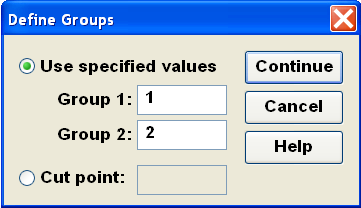 Define Groups
Use specified values
Continue
Group 1: 1
Cancel
Group 2: 2
Help
Cut point: